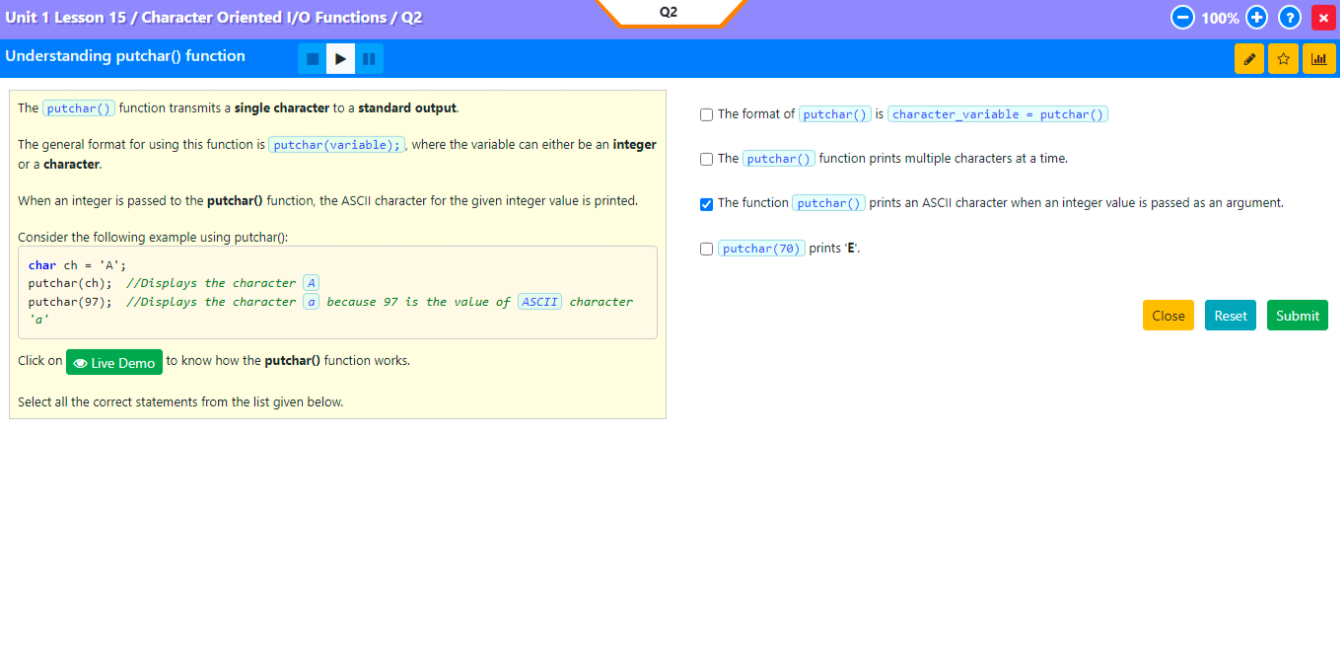 Unit 1 Lesson 15 / Character Oriented I/O Functions / Q2
Q2
100%
?
×
Understanding putchar() function
The putchar() function transmits a single character to a standard output.
The general format for using this function is putchar(variable);, where the variable can either be an integer
or a character.
When an integer is passed to the putchar() function, the ASCII character for the given integer value is printed.
Consider the following example using putchar():
char ch = 'A';
putchar(ch);  //Displays the character A
putchar(97);  //Displays the character a because 97 is the value of ASCII character
'a'
Click on Live Demo to know how the putchar() function works.
Select all the correct statements from the list given below.
The format of putchar() is character_variable = putchar()
The putchar() function prints multiple characters at a time.
The function putchar() prints an ASCII character when an integer value is passed as an argument.
putchar(70) prints 'E'.
Close
Reset
Submit